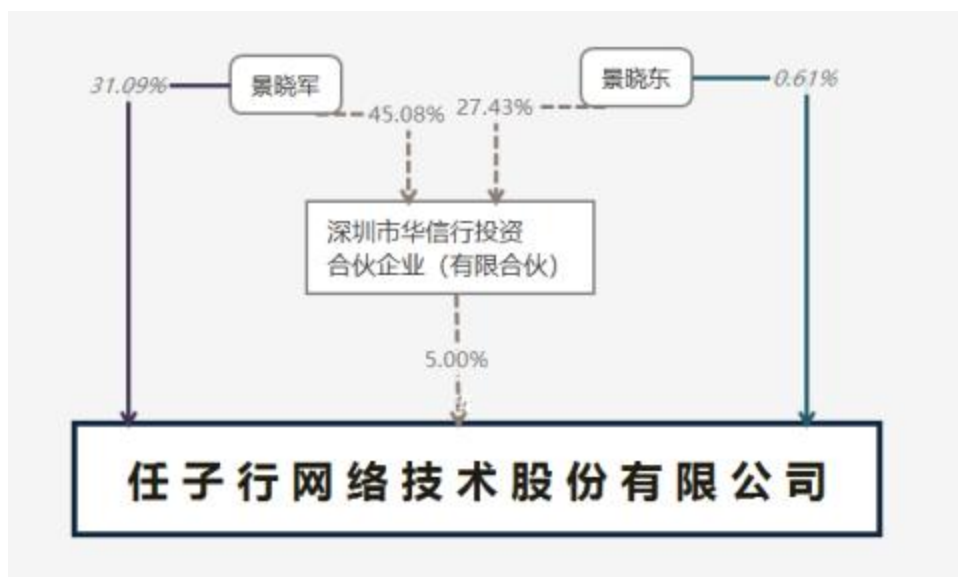 31.09%
景晓军
景晓东
0.61%
45.08%
27.43%
深圳市华信行投资
合伙企业（有限合伙）
5.00%
任子行网络技术股份有限公司